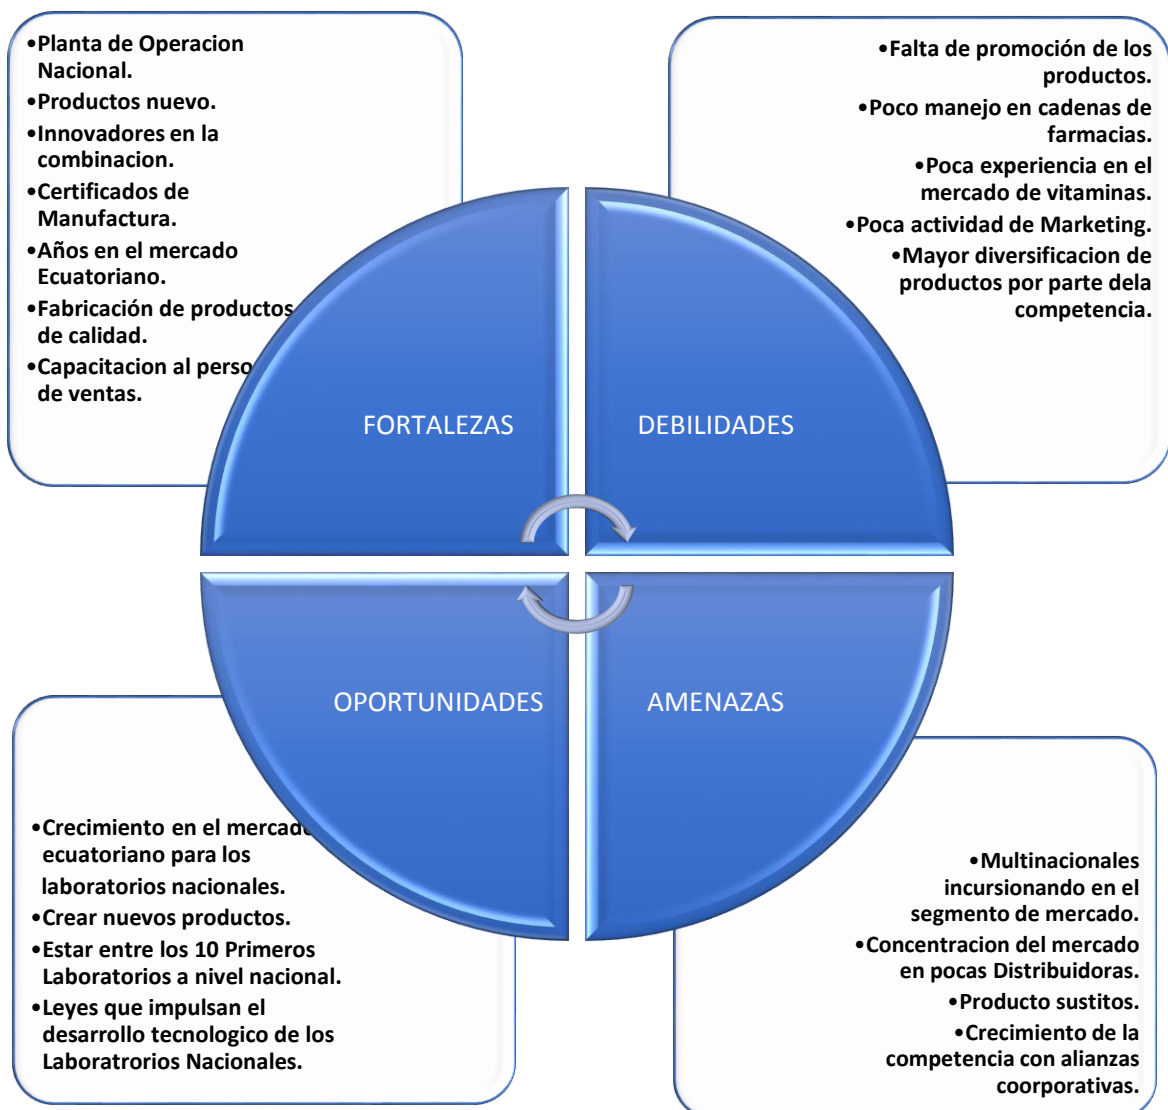 •Planta de Operacion
Nacional.
•Productos nuevo.
•Innovadores en la
combinacion.
•Certificados de
Manufactura.
•Años en el mercado
Ecuatoriano.
•Fabricación de productos
de calidad.
•Capacitacion al perso
de ventas.
•Falta de promoción de los
productos.
•Poco manejo en cadenas de
farmacias.
•Poca experiencia en el
mercado de vitaminas.
•Poca actividad de Marketing.
•Mayor diversificacion de
productos por parte dela
competencia.
FORTALEZAS
DEBILIDADES
OPORTUNIDADES
AMENAZAS
•Crecimiento en el mercado
ecuatoriano para los
laboratorios nacionales.
•Crear nuevos productos.
•Estar entre los 10 Primeros
Laboratorios a nivel nacional.
•Leyes que impulsan el
desarrollo tecnologico de los
Laboratrorios Nacionales.
•Multinacionales
incursionando en el
segmento de mercado.
•Concentracion del mercado
en pocas Distribuidoras.
•Producto sustitos.
•Crecimiento de la
competencia con alianzas
coorporativas.